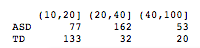 (10,20] (20,40] (40,100]
ASD 77 162 53
TD 133 32 20